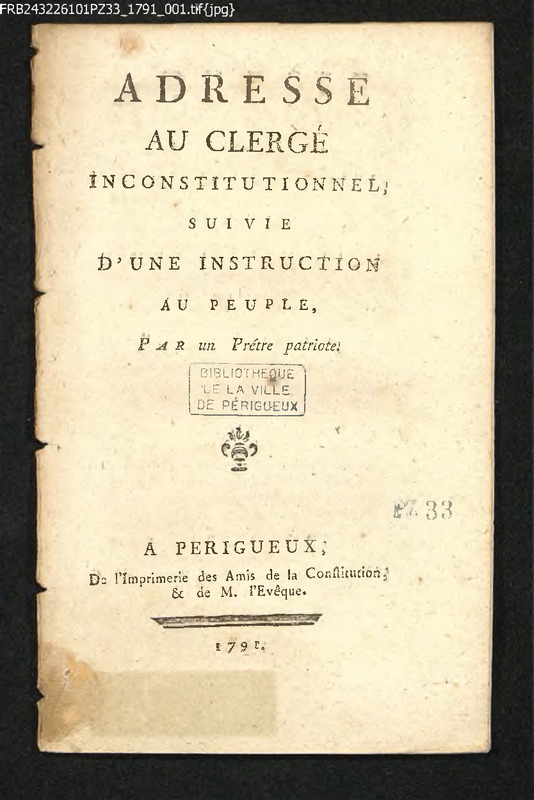 FRB243226101PZ33_1791_001.tif{jpg}
ADRESSE
AU CLERGÉ
INCONSTITUTIONNEL;
SUIVIE
D'UNE INSTRUCTION
AU PEUPLE,
PAR un Prétre patriote.
BIBLIOTHEQUE
DE LA VILLE
DE PÉRIGUEUX
PZ 33
A PERIGUEUX,
De l'Imprimerie des Amis de la Conſtitution,
& de M. l'Evêque.
1791.